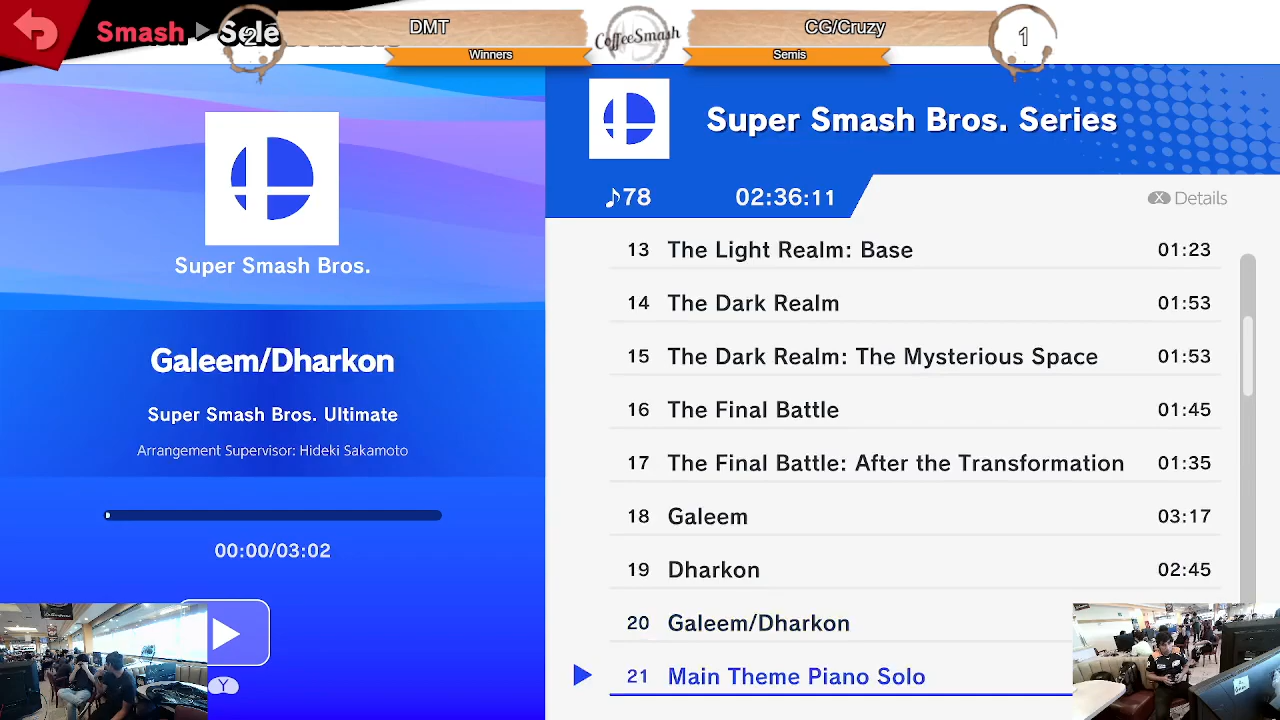 Smash
Sele
2
DMT
Winners
CoffeeSmash
CG/Cruzy
Semis
1
Super Smash Bros.
Galeem/Dharkon
Super Smash Bros. Ultimate
Arrangement Supervisor: Hideki Sakamoto
00:00/03:02
Y
Super Smash Bros. Series
♪78 02:36:11
X Details
13 The Light Realm: Base 01:23
14 The Dark Realm 01:53
15 The Dark Realm: The Mysterious Space 01:53
16 The Final Battle 01:45
17 The Final Battle: After the Transformation 01:35
18 Galeem 03:17
19 Dharkon 02:45
20 Galeem/Dharkon
21 Main Theme Piano Solo